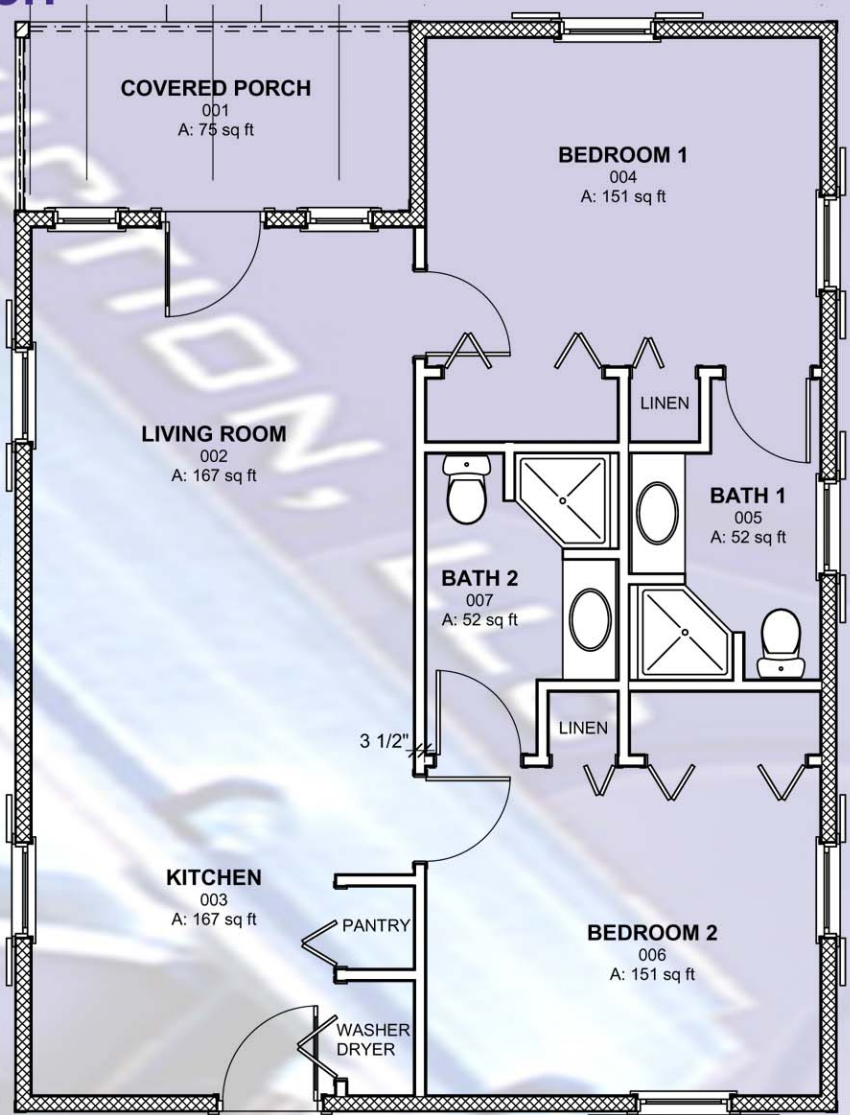 COVERED PORCH
001
A: 75 sq ft
BEDROOM 1
004
A: 151 sq ft
LIVING ROOM
002
A: 167 sq ft
LINEN
BATH 1
005
A: 52 sq ft
BATH 2
007
A: 52 sq ft
LINEN
3 1/2"
KITCHEN
003
A: 167 sq ft
PANTRY
BEDROOM 2
006
A: 151 sq ft
WASHER
DRYER